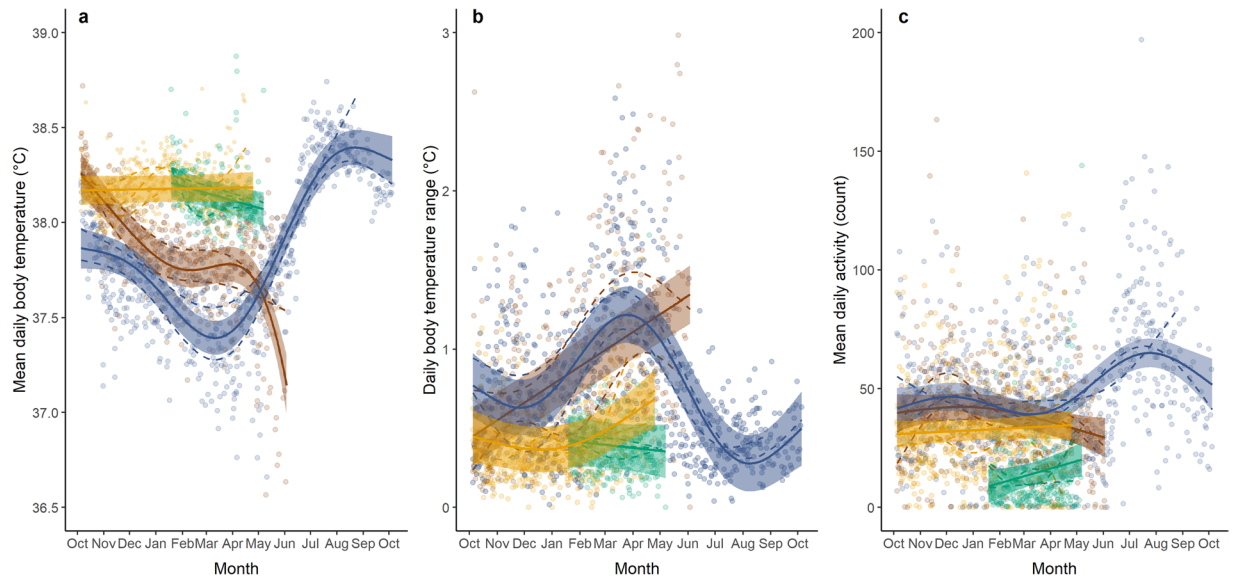 a
Mean daily body temperature (°C)
39.0
38.5
38.0
37.5
37.0
36.5
Oct Nov Dec Jan Feb Mar Apr May Jun Jul Aug Sep Oct
Month
b
Daily body temperature range (°C)
3
2
1
0
Oct Nov Dec Jan Feb Mar Apr May Jun Jul Aug Sep Oct
Month
c
Mean daily activity (count)
200
150
100
50
0
Oct Nov Dec Jan Feb Mar Apr May Jun Jul Aug Sep Oct
Month